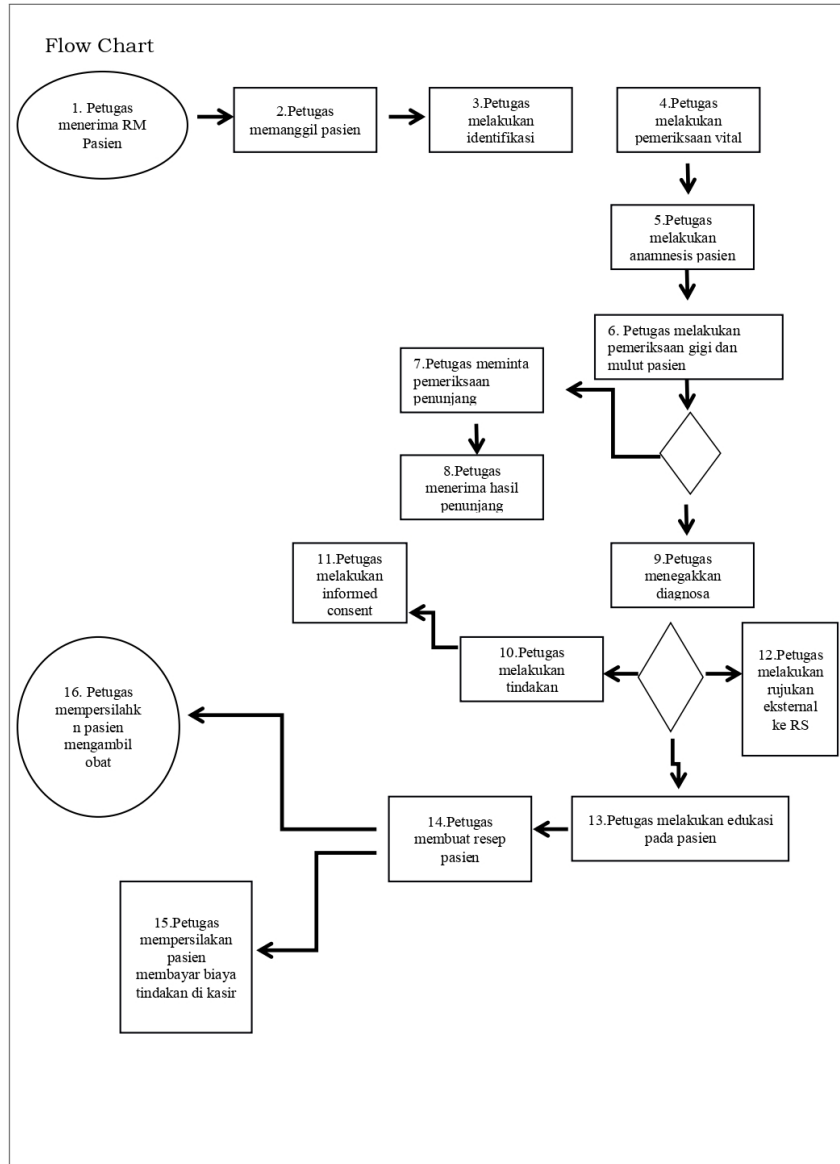 Flow Chart
1. Petugas
menerima RM
Pasien
2.Petugas
memanggil pasien
3.Petugas
melakukan
identifikasi
4.Petugas
melakukan
pemeriksaan vital
5.Petugas
melakukan
anamnesis pasien
6. Petugas melakukan
pemeriksaan gigi dan
mulut pasien
7.Petugas meminta
pemeriksaan
penunjang
8.Petugas
menerima hasil
penunjang
9.Petugas
menegakkan
diagnosa
11.Petugas
melakukan
informed
consent
10.Petugas
melakukan
tindakan
12.Petugas
melakukan
rujukan
eksternal
ke RS
16. Petugas
mempersilahk
n pasien
mengambil
obat
14.Petugas
membuat resep
pasien
13.Petugas melakukan edukasi
pada pasien
15.Petugas
mempersilakan
pasien
membayar biaya
tindakan di kasir